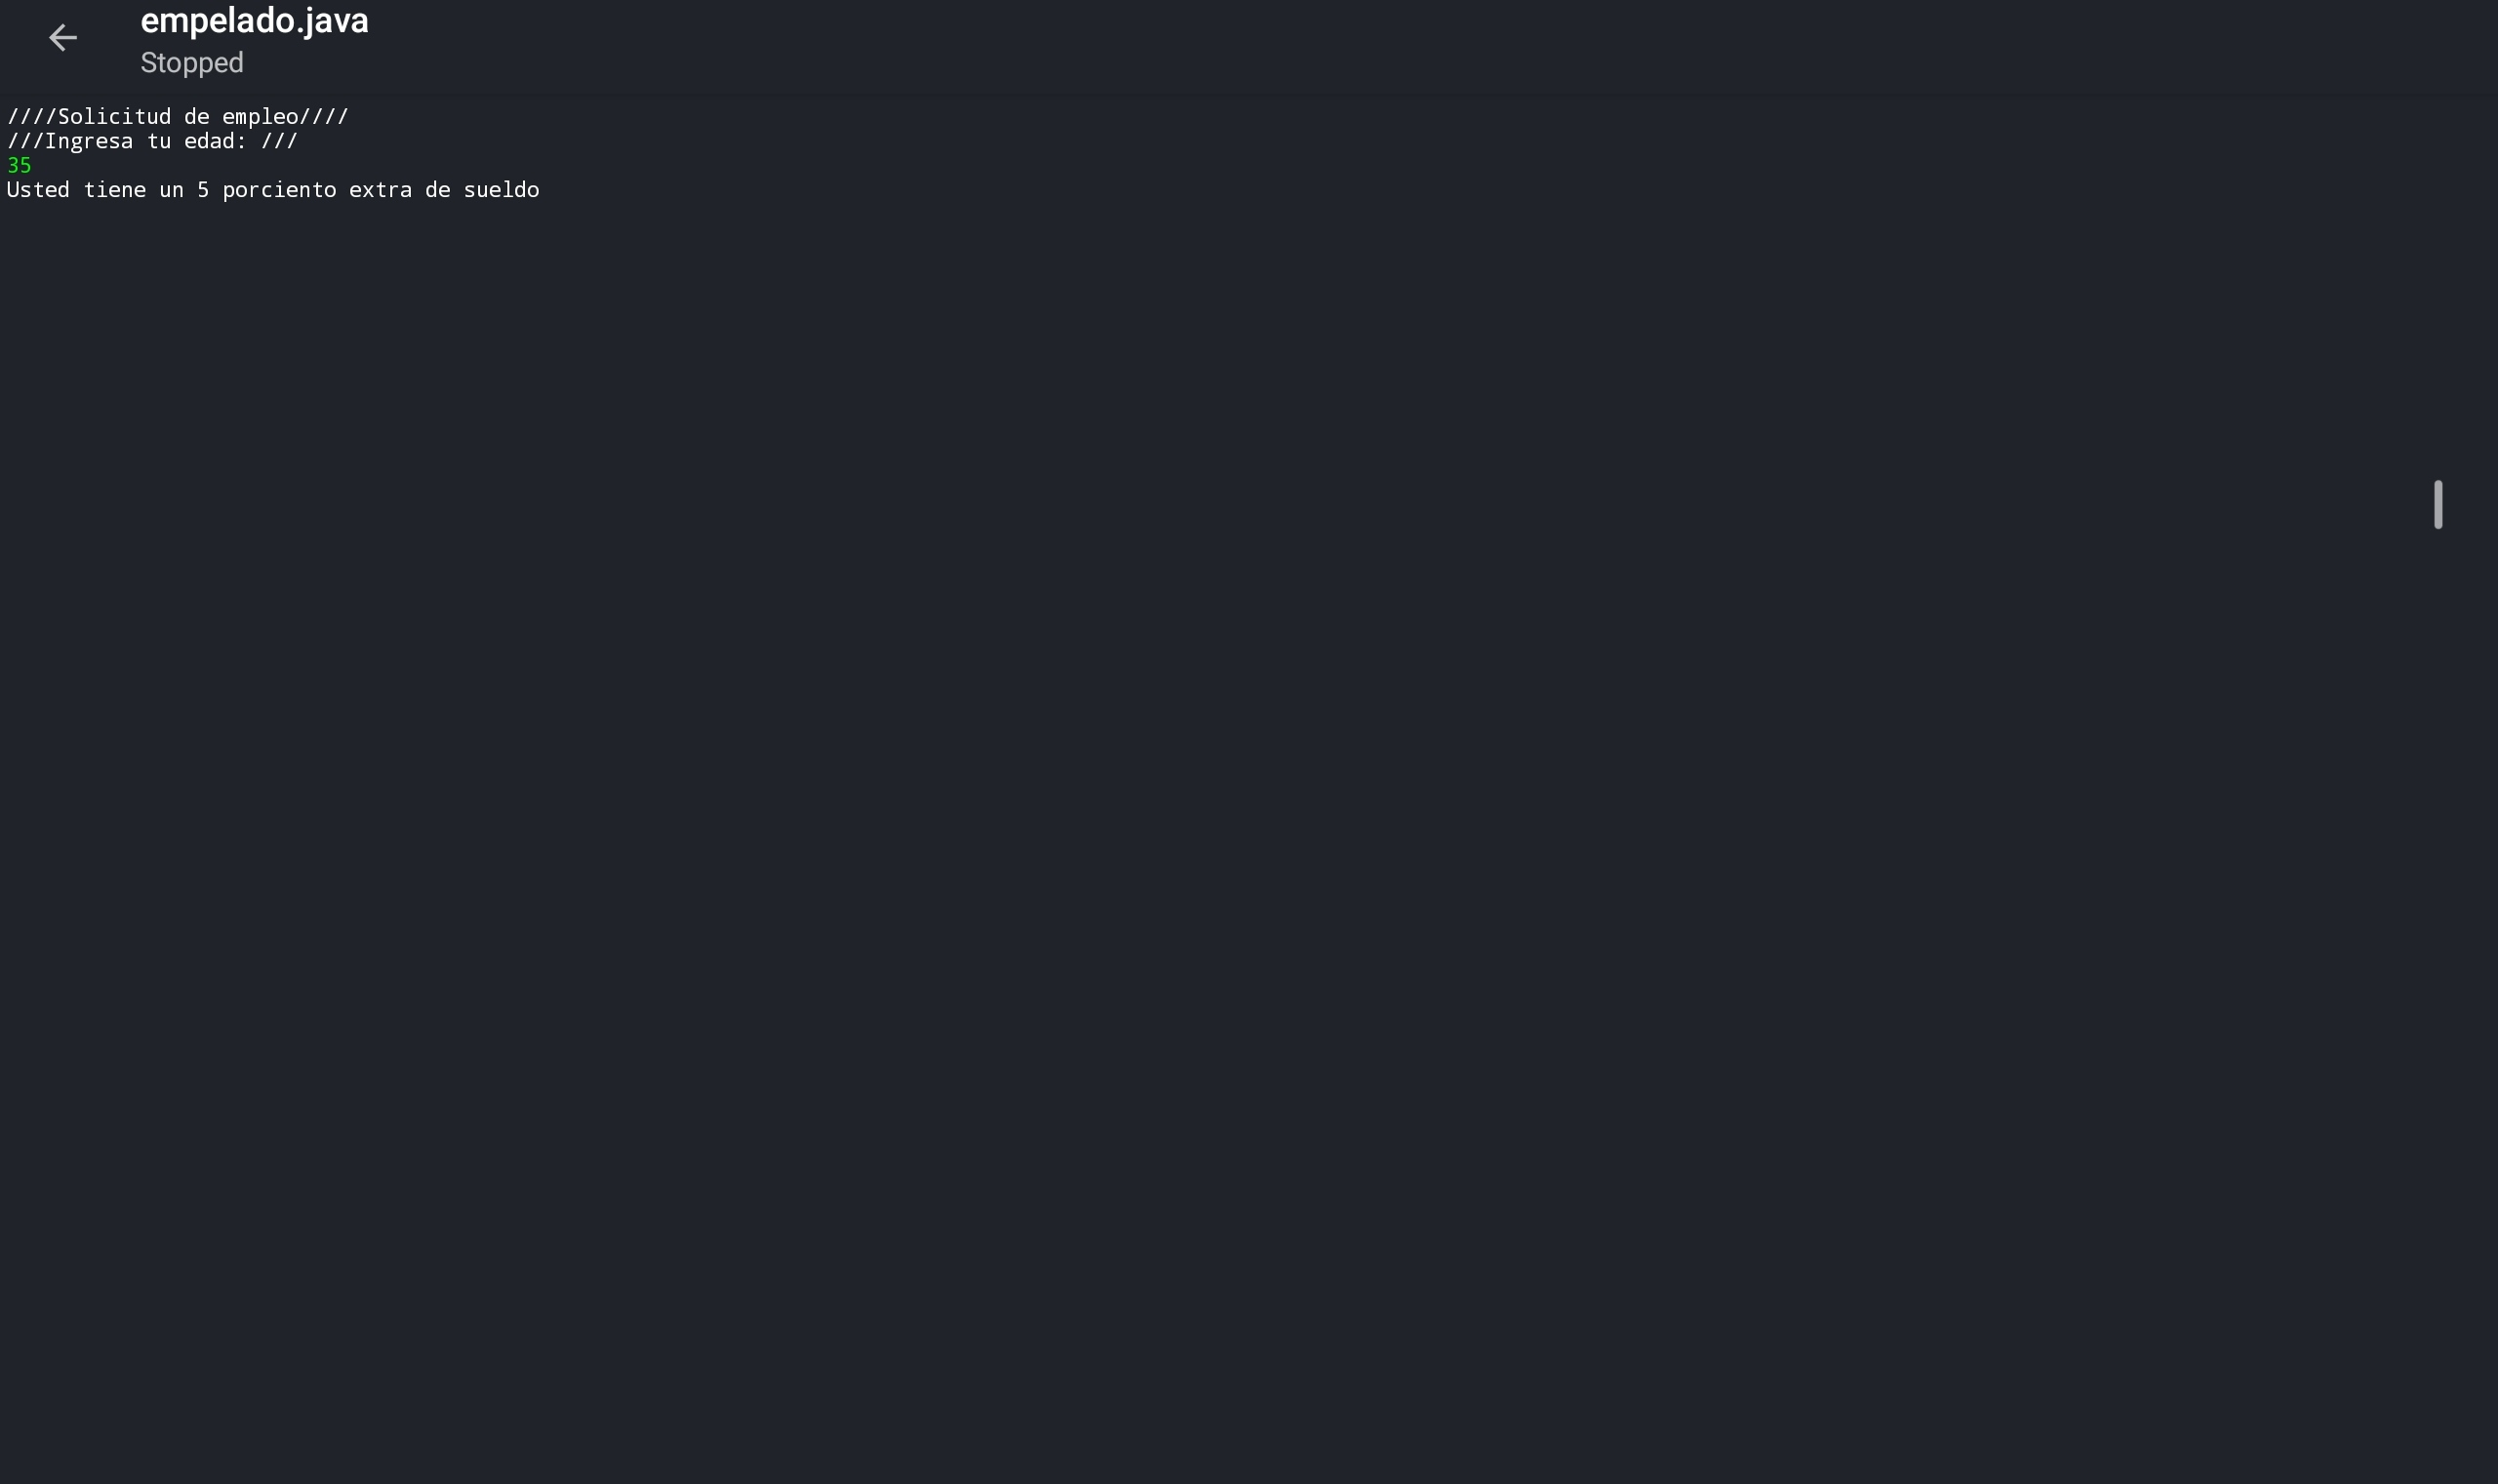 empelado.java
Stopped
////Solicitud de empleo////
///Ingresa tu edad: ///
35
Usted tiene un 5 porciento extra de sueldo